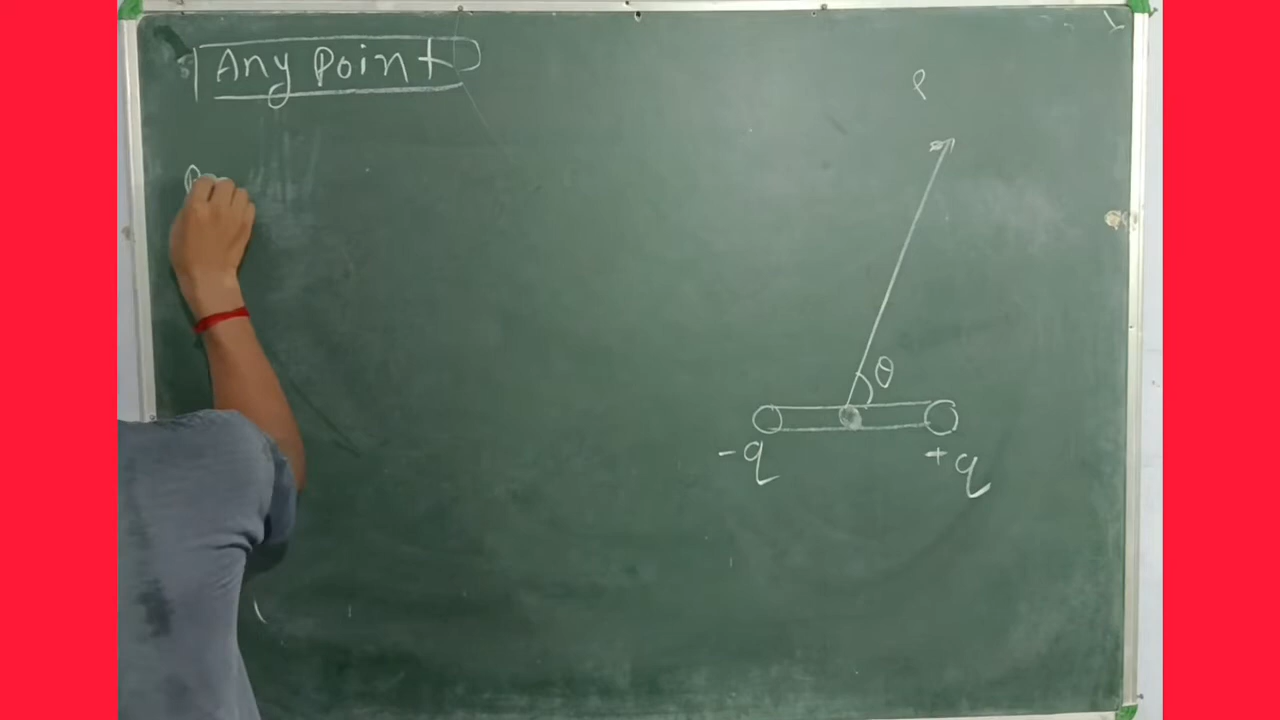 Any Point
P
θ
-q
+q